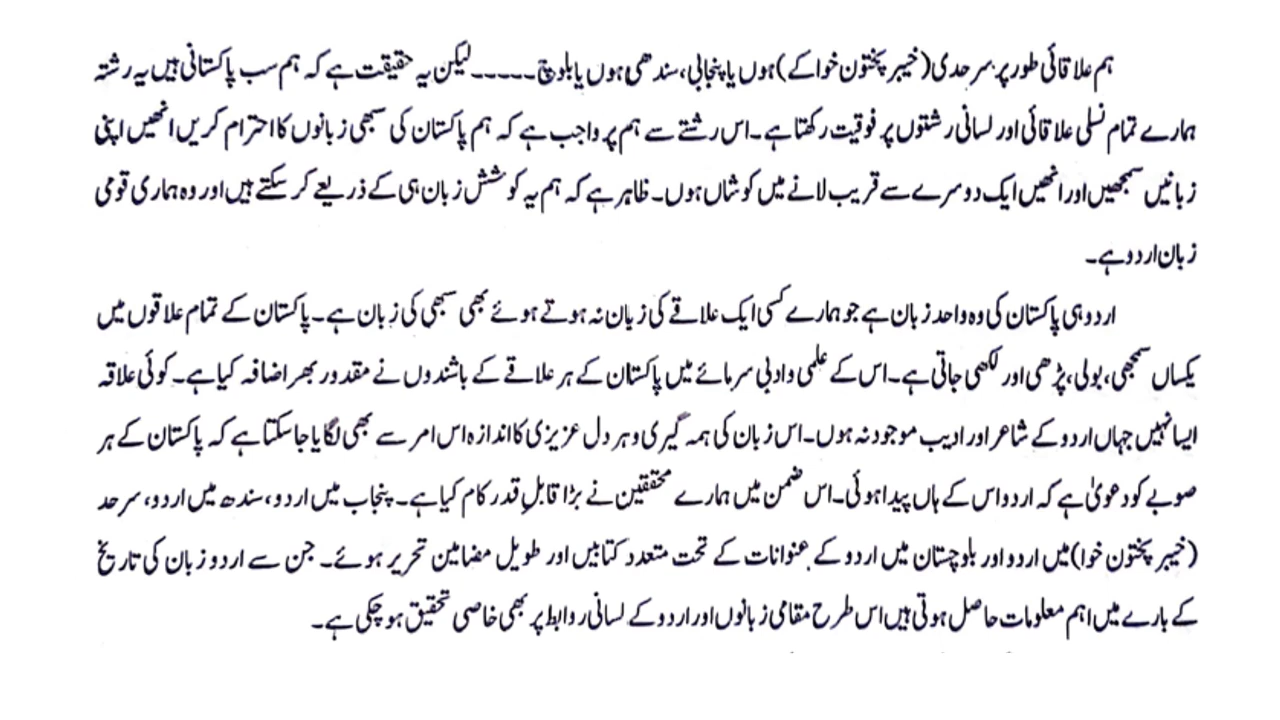 ہم علاقائی طور پر سرحدی (خیبر پختون خواکے) ہوں یا پنجابی، سندھی ہوں یا بلوچ ۔۔۔۔۔ لیکن یہ حقیقت ہے کہ ہم سب پاکستانی ہیں یہ رشتہ
ہمارے تمام نسلی علاقائی اور لسانی رشتوں پر فوقیت رکھتا ہے۔ اس رشتے سے ہم پر واجب ہے کہ ہم پاکستان کی سبھی زبانوں کا احترام کریں انھیں اپنی
زبانیں سمجھیں اور انھیں ایک دوسرے سے قریب لانے میں کوشاں ہوں۔ ظاہر ہے کہ ہم یہ کوشش زبان ہی کے ذریعے کر سکتے ہیں اور وہ ہماری قومی
زبان اردو ہے۔
اردو ہی پاکستان کی وہ واحد زبان ہے جو ہمارے کسی ایک علاقے کی زبان نہ ہوتے ہوئے بھی سبھی کی زبان ہے۔ پاکستان کے تمام علاقوں میں
یکساں سمجھی، بولی، پڑھی اور لکھی جاتی ہے۔ اس کے علمی وادبی سرمائے میں پاکستان کے ہر علاقے کے باشندوں نے مقدور بھر اضافہ کیا ہے۔ کوئی علاقہ
ایسا نہیں جہاں اردو کے شاعر اور ادیب موجود نہ ہوں۔ اس زبان کی ہمہ گیری و ہر دل عزیزی کا اندازہ اس امر سے بھی لگایا جاسکتا ہے کہ پاکستان کے ہر
صوبے کو دعویٰ ہے کہ اردو اس کے ہاں پیدا ہوئی۔ اس ضمن میں ہمارے محققین نے بڑا قابلِ قدر کام کیا ہے۔ پنجاب میں اردو، سندھ میں اردو، سرحد
(خیبر پختون خوا) میں اردو اور بلوچستان میں اردو کے عنوانات کے تحت متعدد کتابیں اور طویل مضامین تحریر ہوئے۔ جن سے اردو زبان کی تاریخ
کے بارے میں اہم معلومات حاصل ہوتی ہیں اس طرح مقامی زبانوں اور اردو کے لسانی روابط پر بھی خاصی تحقیق ہو چکی ہے۔